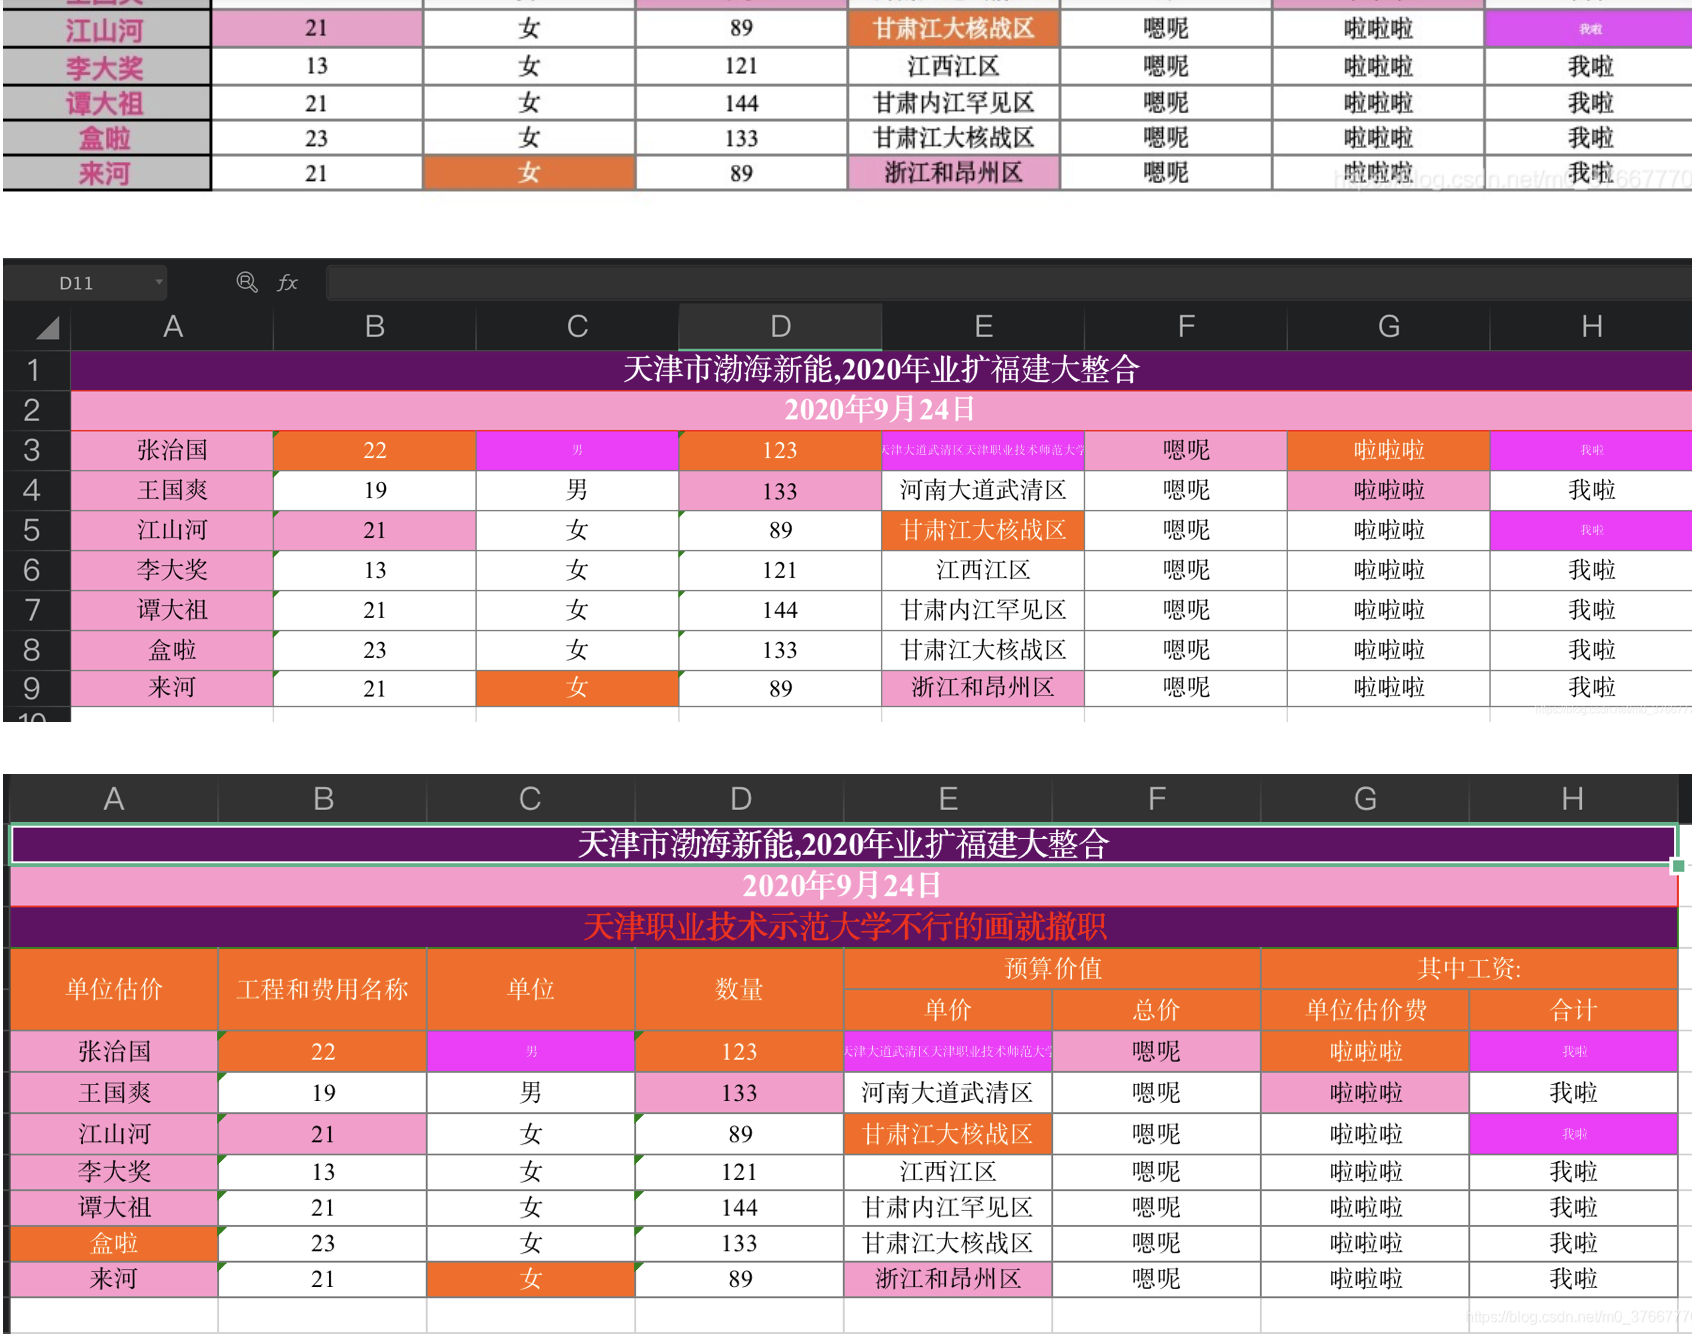 江山河 21 女 89 甘肃江大核战区 嗯呢 啦啦啦 我啦
李大奖 13 女 121 江西江区 嗯呢 啦啦啦 我啦
谭大祖 21 女 144 甘肃内江罕见区 嗯呢 啦啦啦 我啦
盒啦 23 女 133 甘肃江大核战区 嗯呢 啦啦啦 我啦
来河 21 女 89 浙江和昂州区 嗯呢 啦啦啦 我啦
D11 fx
A B C D E F G H
1 天津市渤海新能,2020年业扩福建大整合
2 2020年9月24日
3 张治国 22 男 123 天津大道武清区天津职业技术师范大学 嗯呢 啦啦啦 我啦
4 王国爽 19 男 133 河南大道武清区 嗯呢 啦啦啦 我啦
5 江山河 21 女 89 甘肃江大核战区 嗯呢 啦啦啦 我啦
6 李大奖 13 女 121 江西江区 嗯呢 啦啦啦 我啦
7 谭大祖 21 女 144 甘肃内江罕见区 嗯呢 啦啦啦 我啦
8 盒啦 23 女 133 甘肃江大核战区 嗯呢 啦啦啦 我啦
9 来河 21 女 89 浙江和昂州区 嗯呢 啦啦啦 我啦
10
A B C D E F G H
天津市渤海新能,2020年业扩福建大整合
2020年9月24日
天津职业技术示范大学不行的画就撤职
单位估价 工程和费用名称 单位 数量 预算价值 其中工资:
单价 总价 单位估价费 合计
张治国 22 男 123 天津大道武清区天津职业技术师范大学 嗯呢 啦啦啦 我啦
王国爽 19 男 133 河南大道武清区 嗯呢 啦啦啦 我啦
江山河 21 女 89 甘肃江大核战区 嗯呢 啦啦啦 我啦
李大奖 13 女 121 江西江区 嗯呢 啦啦啦 我啦
谭大祖 21 女 144 甘肃内江罕见区 嗯呢 啦啦啦 我啦
盒啦 23 女 133 甘肃江大核战区 嗯呢 啦啦啦 我啦
来河 21 女 89 浙江和昂州区 嗯呢 啦啦啦 我啦
https://blog.csdn.net/m0_3766777